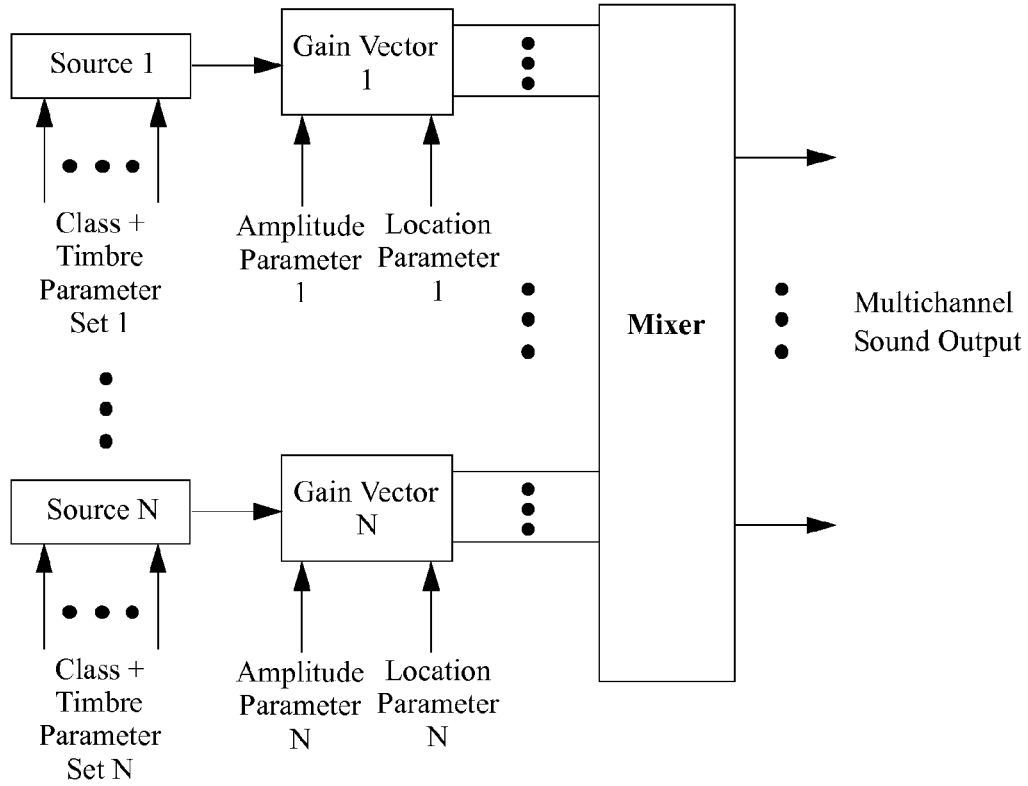 Source 1
Gain Vector
1
Class +
Timbre
Parameter
Set 1
Amplitude
Parameter
1
Location
Parameter
1
Mixer
Multichannel
Sound Output
Source N
Gain Vector
N
Class +
Timbre
Parameter
Set N
Amplitude
Parameter
N
Location
Parameter
N